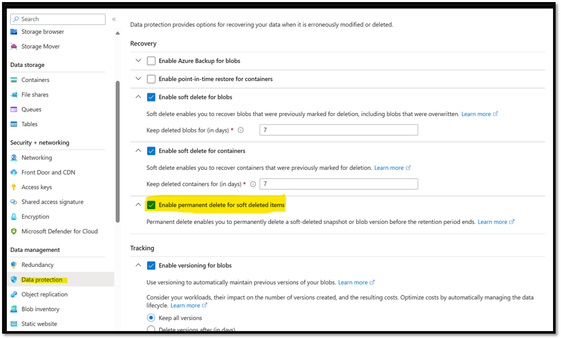 Search
Storage browser
Storage Mover
Data storage
Containers
File shares
Queues
Tables
Security + networking
Networking
Front Door and CDN
Access keys
Shared access signature
Encryption
Microsoft Defender for Cloud
Data management
Redundancy
Data protection
Object replication
Blob inventory
Static website
Data protection provides options for recovering your data when it is erroneously modified or deleted.
Recovery
Enable Azure Backup for blobs
Enable point-in-time restore for containers
Enable soft delete for blobs
Soft delete enables you to recover blobs that were previously marked for deletion, including blobs that were overwritten. Learn more
Keep deleted blobs for (in days) *
7
Enable soft delete for containers
Soft delete enables you to recover containers that were previously marked for deletion. Learn more
Keep deleted containers for (in days) *
7
Enable permanent delete for soft deleted items
Permanent delete enables you to permanently delete a soft-deleted snapshot or blob version before the retention period ends. Learn more
Tracking
Enable versioning for blobs
Use versioning to automatically maintain previous versions of your blobs. Learn more
Consider your workloads, their impact on the number of versions created, and the resulting costs. Optimize costs by automatically managing the data
lifecycle. Learn more
Keep all versions
Delete versions after (in days)